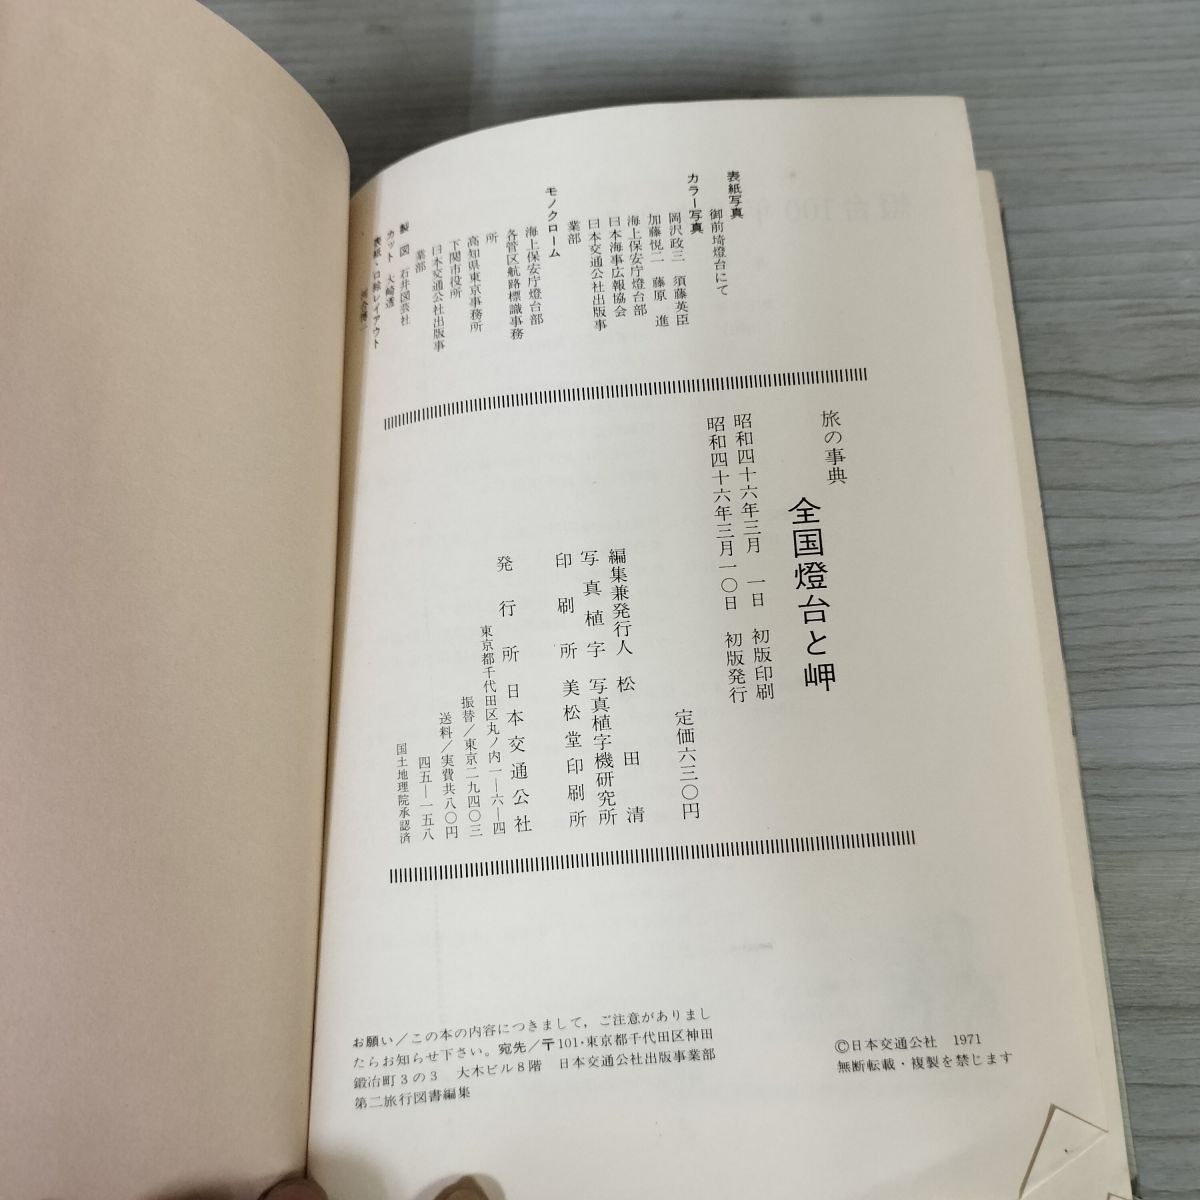 表紙写真
御前埼燈台にて
カラー写真
岡沢政三　須藤英臣
加藤悦二　藤原　進
海上保安庁燈台部
日本海事広報協会
日本交通公社出版事
業部
モノクローム
海上保安庁燈台部
各管区航路標識事務
所
高知県東京事務所
下関市役所
日本交通公社出版事
業部
製　図　石井図芸社
カット　大崎透
表紙・口絵レイアウト
旅の事典
全国燈台と岬
昭和四十六年三月　一日　初版印刷
昭和四十六年三月一〇日　初版発行
定価六三〇円
編集兼発行人　松田清
写真植字　写真植字機研究所
印刷所　美松堂印刷所
発行所　日本交通公社
東京都千代田区丸ノ内一―六―四
振替／東京二九四〇三
送料／実費共八〇円
四五―一五八
国土地理院承認済
お願い／この本の内容につきまして，ご注意がありまし
たらお知らせ下さい。宛先／〒101・東京都千代田区神田
鍛冶町3の3　大木ビル8階　日本交通公社出版事業部
第二旅行図書編集
©日本交通公社　1971
無断転載・複製を禁じます